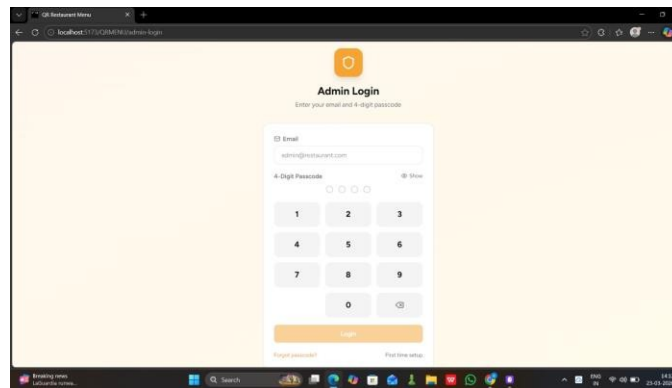 QR Restaurant Menu
localhost:5173/QRMENU/admin-login
Admin Login
Enter your email and 4-digit passcode
Email
admin@restaurant.com
4-Digit Passcode
Show
1 2 3
4 5 6
7 8 9
0
Login
Forgot passcode?
First time setup
Breaking news
LaGuardia
Search
ENG
IN